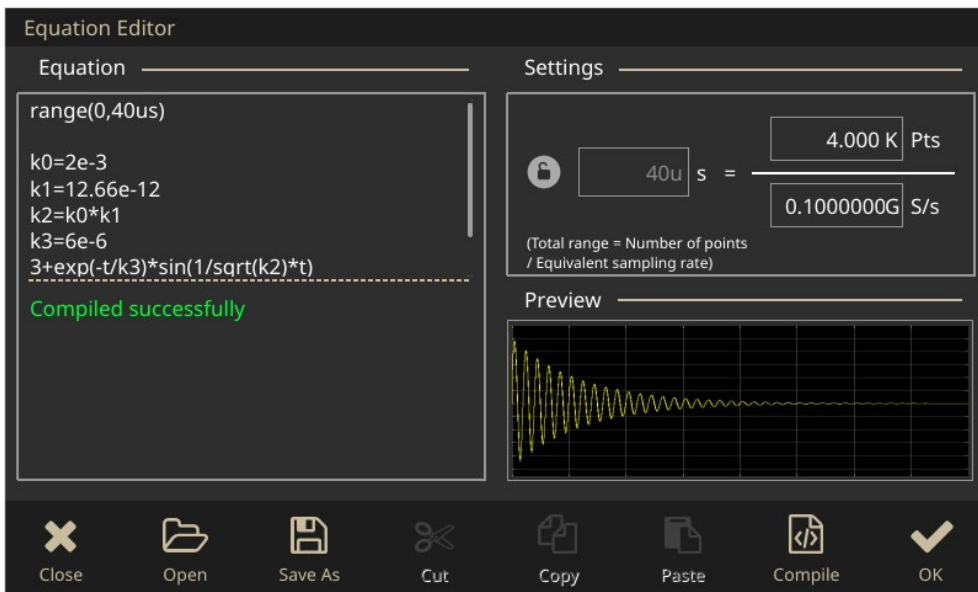 Equation Editor
Equation
range(0,40us)
k0=2e-3
k1=12.66e-12
k2=k0*k1
k3=6e-6
3+exp(-t/k3)*sin(1/sqrt(k2)*t)
Compiled successfully
Settings
4.000 K Pts
40u s =
0.1000000G S/s
(Total range = Number of points
/ Equivalent sampling rate)
Preview
Close Open Save As Cut Copy Paste Compile OK